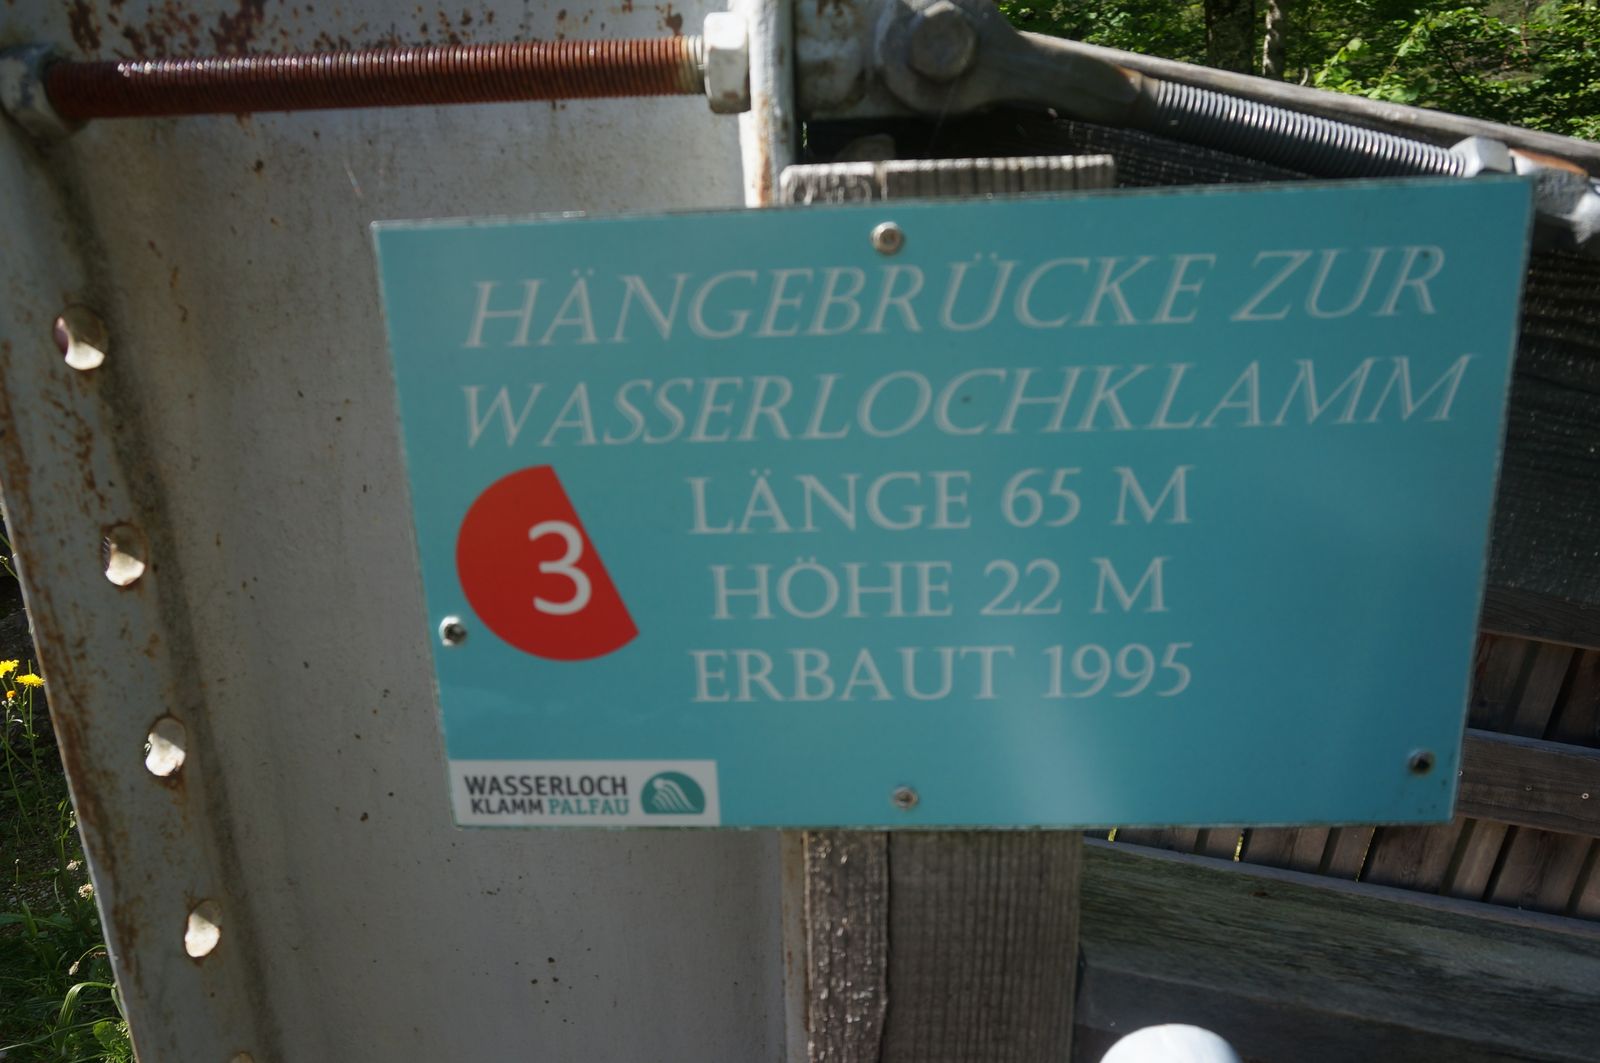 HÄNGEBRÜCKE ZUR
WASSERLOCHKLAMM
LÄNGE 65 M
HÖHE 22 M
ERBAUT 1995
3
WASSERLOCH
KLAMM PALFAU